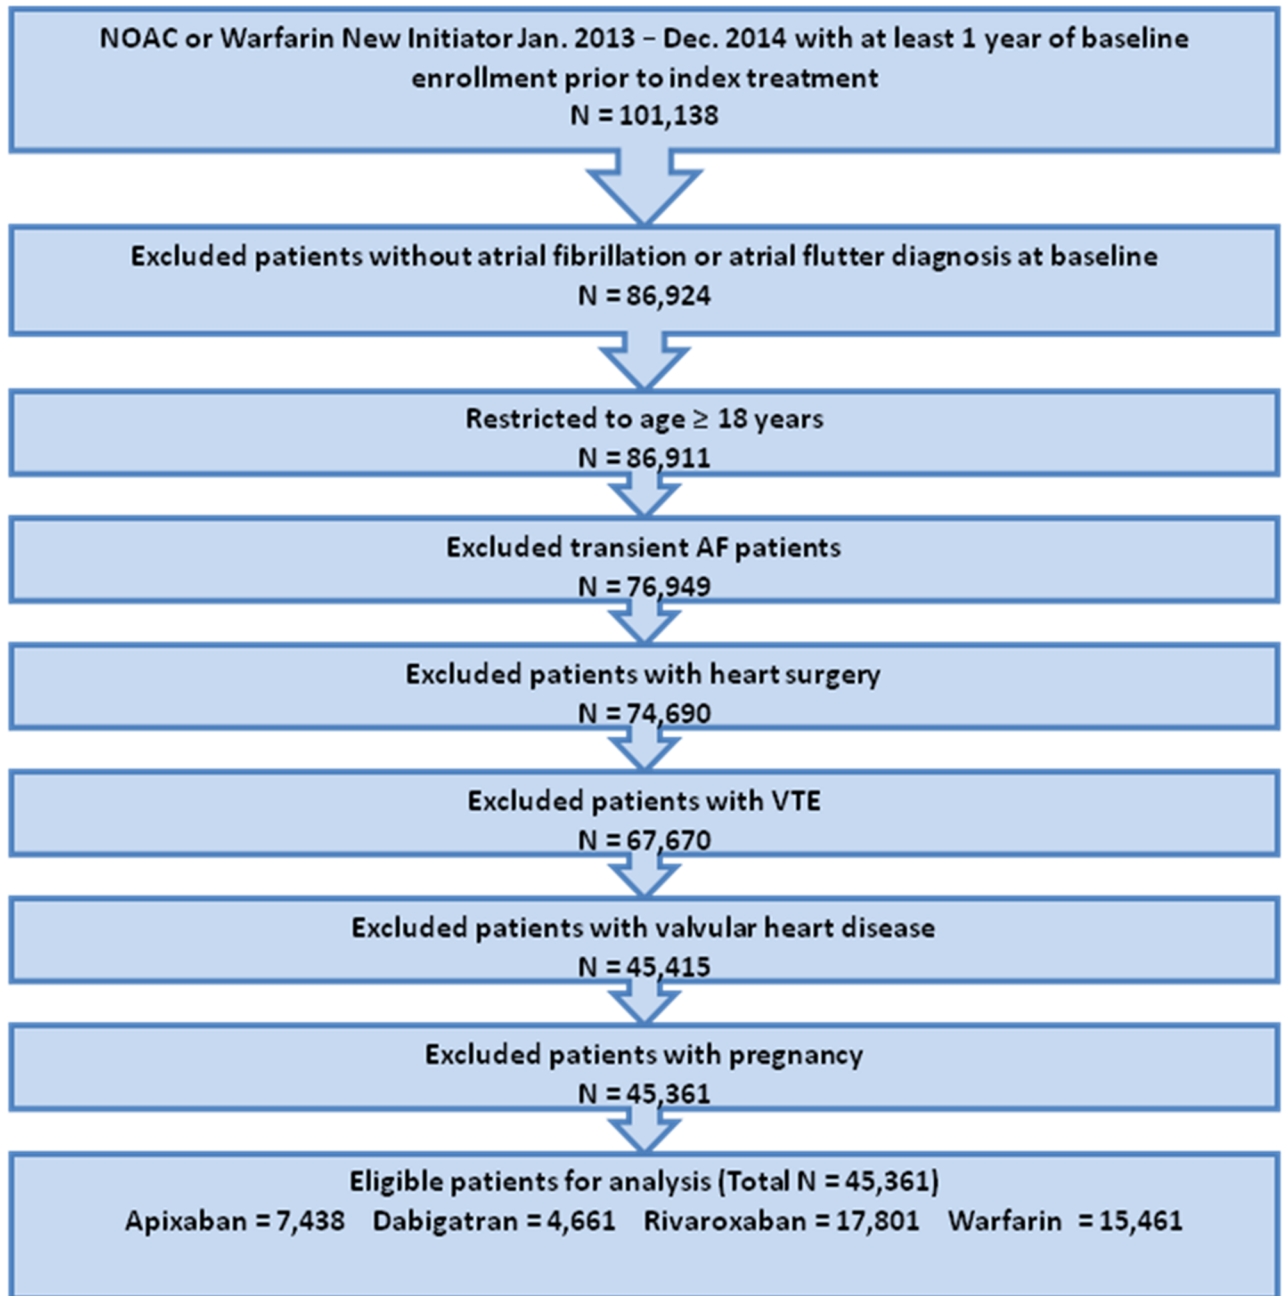 NOAC or Warfarin New Initiator Jan. 2013 – Dec. 2014 with at least 1 year of baseline
enrollment prior to index treatment
N = 101,138
Excluded patients without atrial fibrillation or atrial flutter diagnosis at baseline
N = 86,924
Restricted to age ≥ 18 years
N = 86,911
Excluded transient AF patients
N = 76,949
Excluded patients with heart surgery
N = 74,690
Excluded patients with VTE
N = 67,670
Excluded patients with valvular heart disease
N = 45,415
Excluded patients with pregnancy
N = 45,361
Eligible patients for analysis (Total N = 45,361)
Apixaban = 7,438 Dabigatran = 4,661 Rivaroxaban = 17,801 Warfarin = 15,461